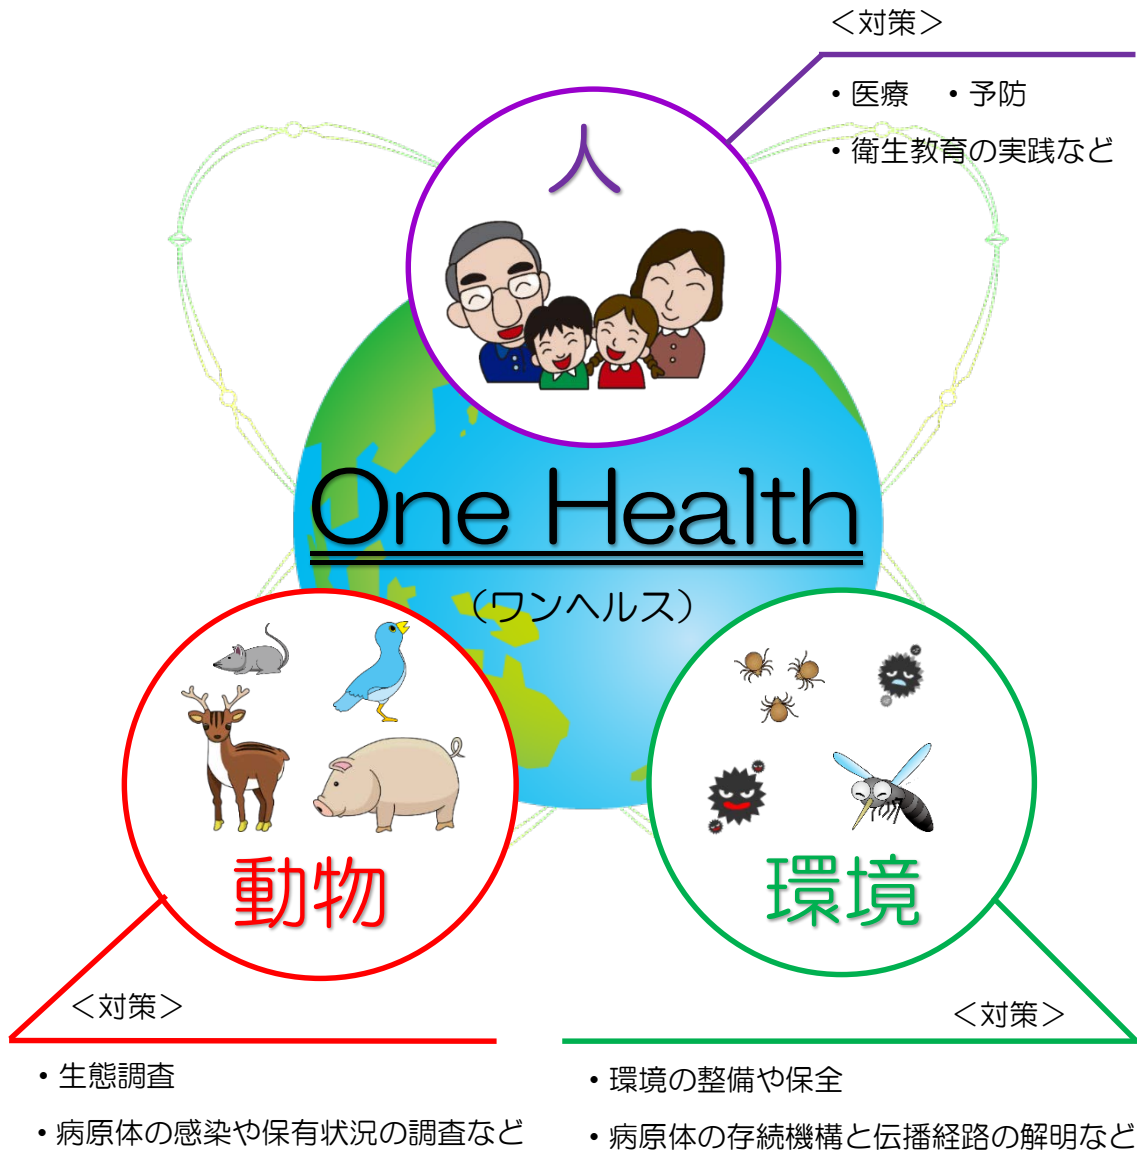 ＜対策＞
・医療　・予防
・衛生教育の実践など
人
One Health
（ワンヘルス）
動物
環境
＜対策＞
・生態調査
・病原体の感染や保有状況の調査など
＜対策＞
・環境の整備や保全
・病原体の存続機構と伝播経路の解明など